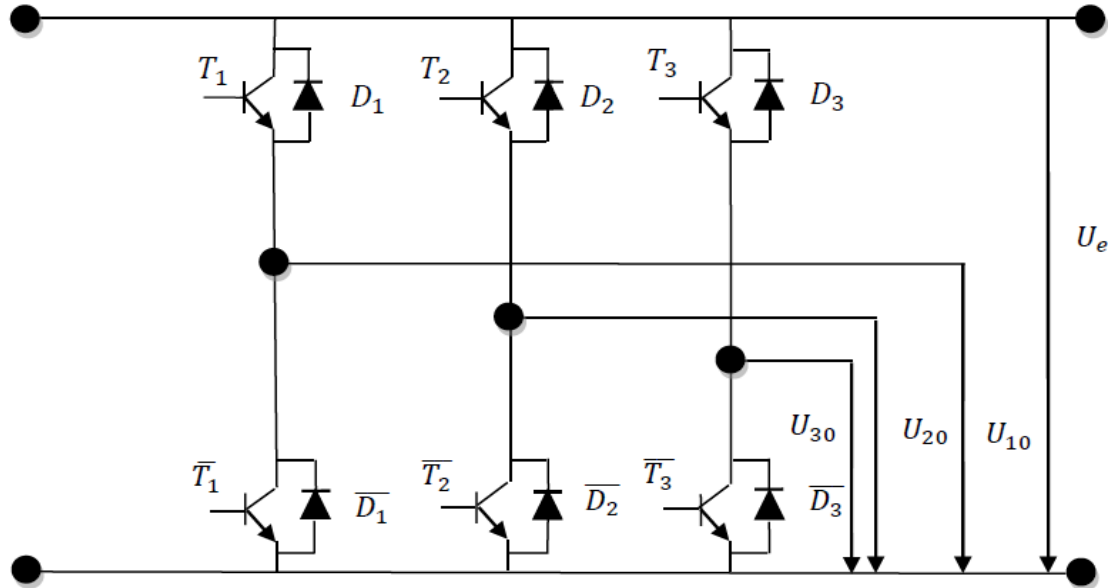 T₁ D₁ T₂ D₂ T₃ D₃
Uₑ
U₃₀ U₂₀ U₁₀
T̅₁ D̅₁ T̅₂ D̅₂ T̅₃ D̅₃